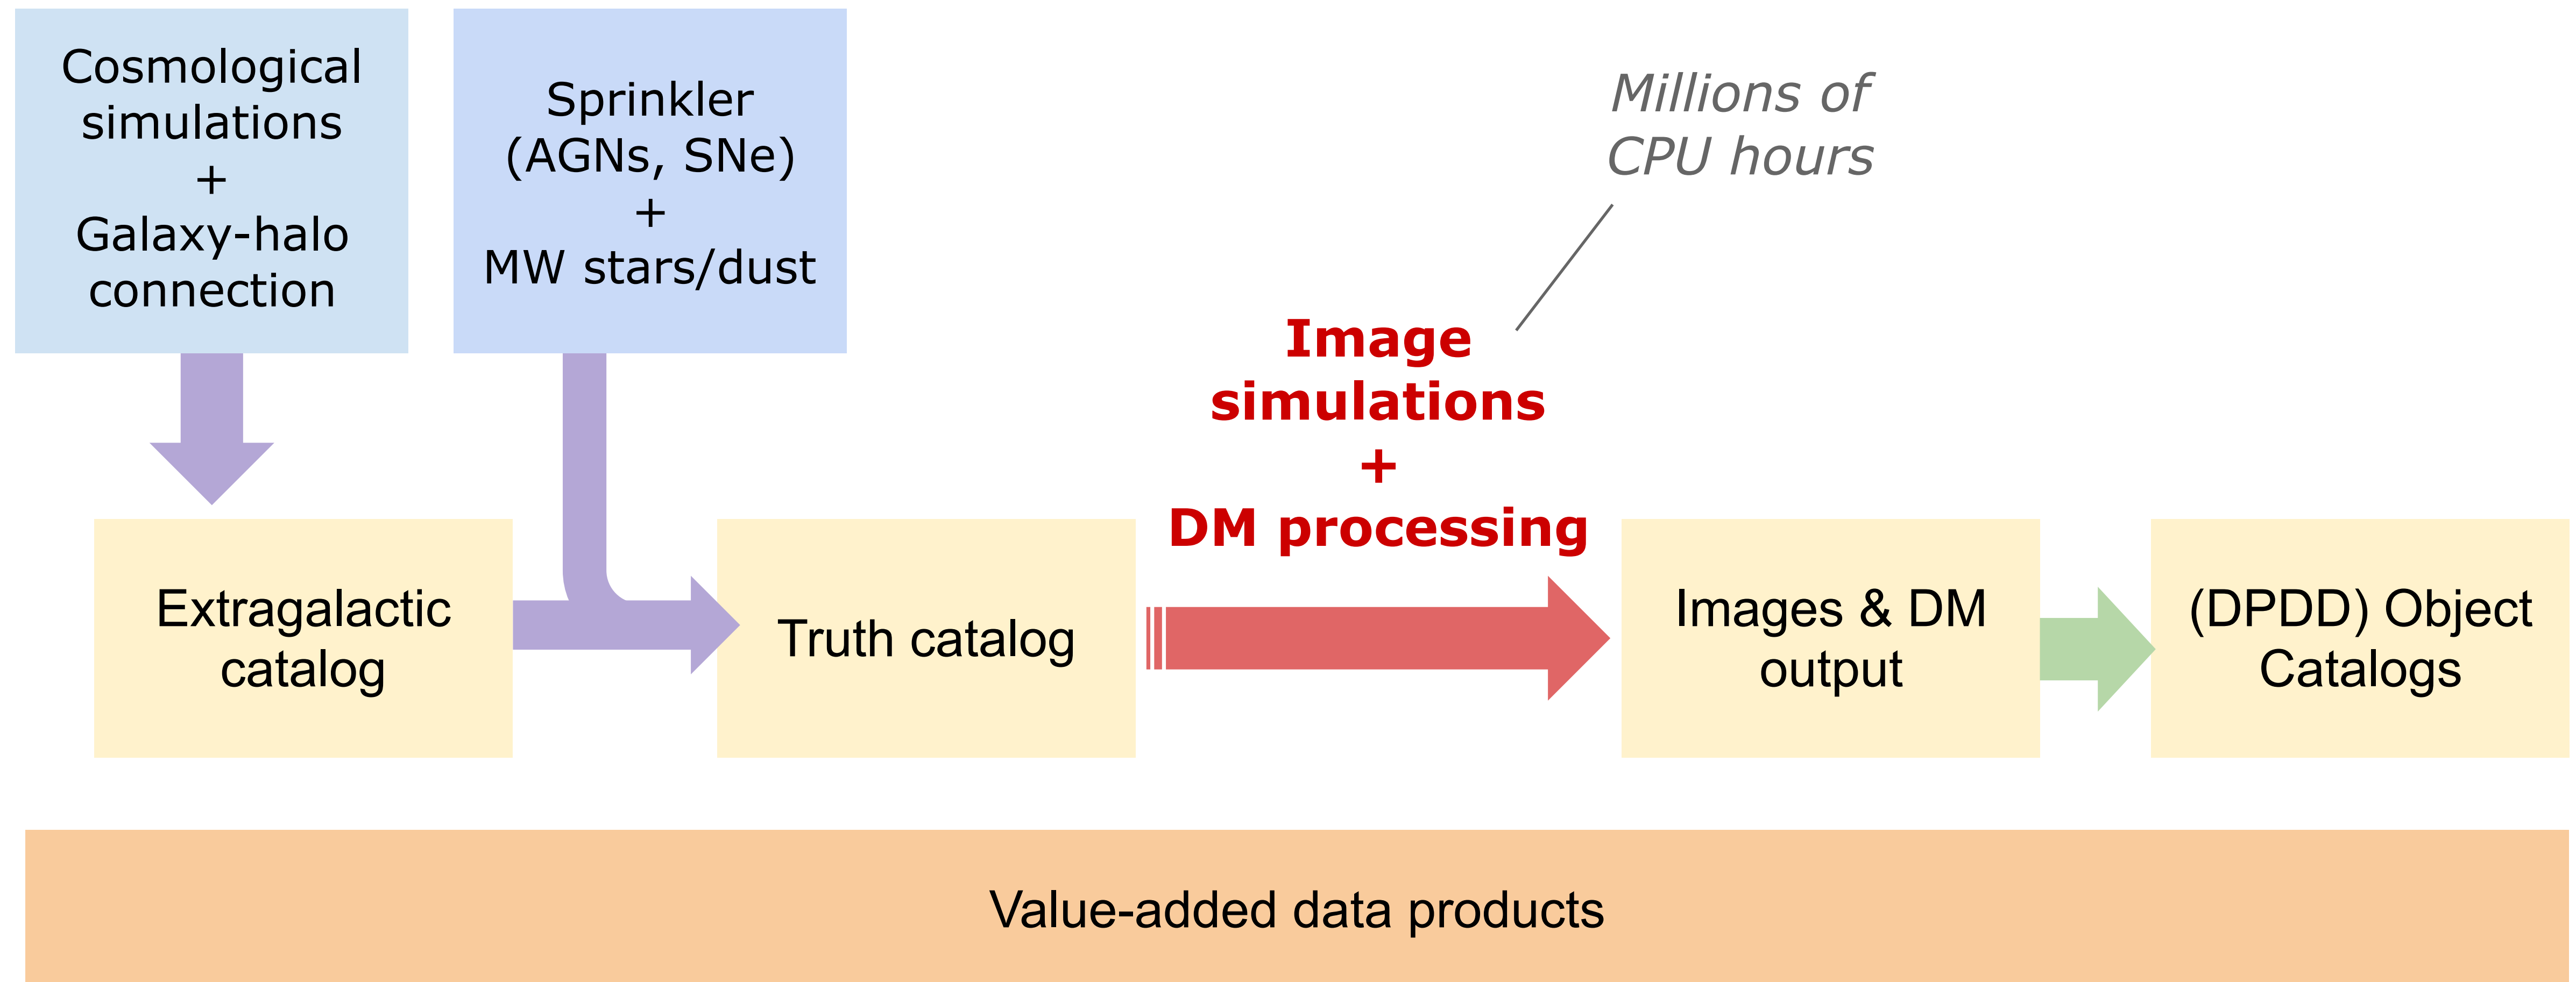 Cosmological
simulations
+
Galaxy-halo
connection
Sprinkler
(AGNs, SNe)
+
MW stars/dust
Millions of
CPU hours
Image
simulations
+
DM processing
Extragalactic
catalog
Truth catalog
Images & DM
output
(DPDD) Object
Catalogs
Value-added data products